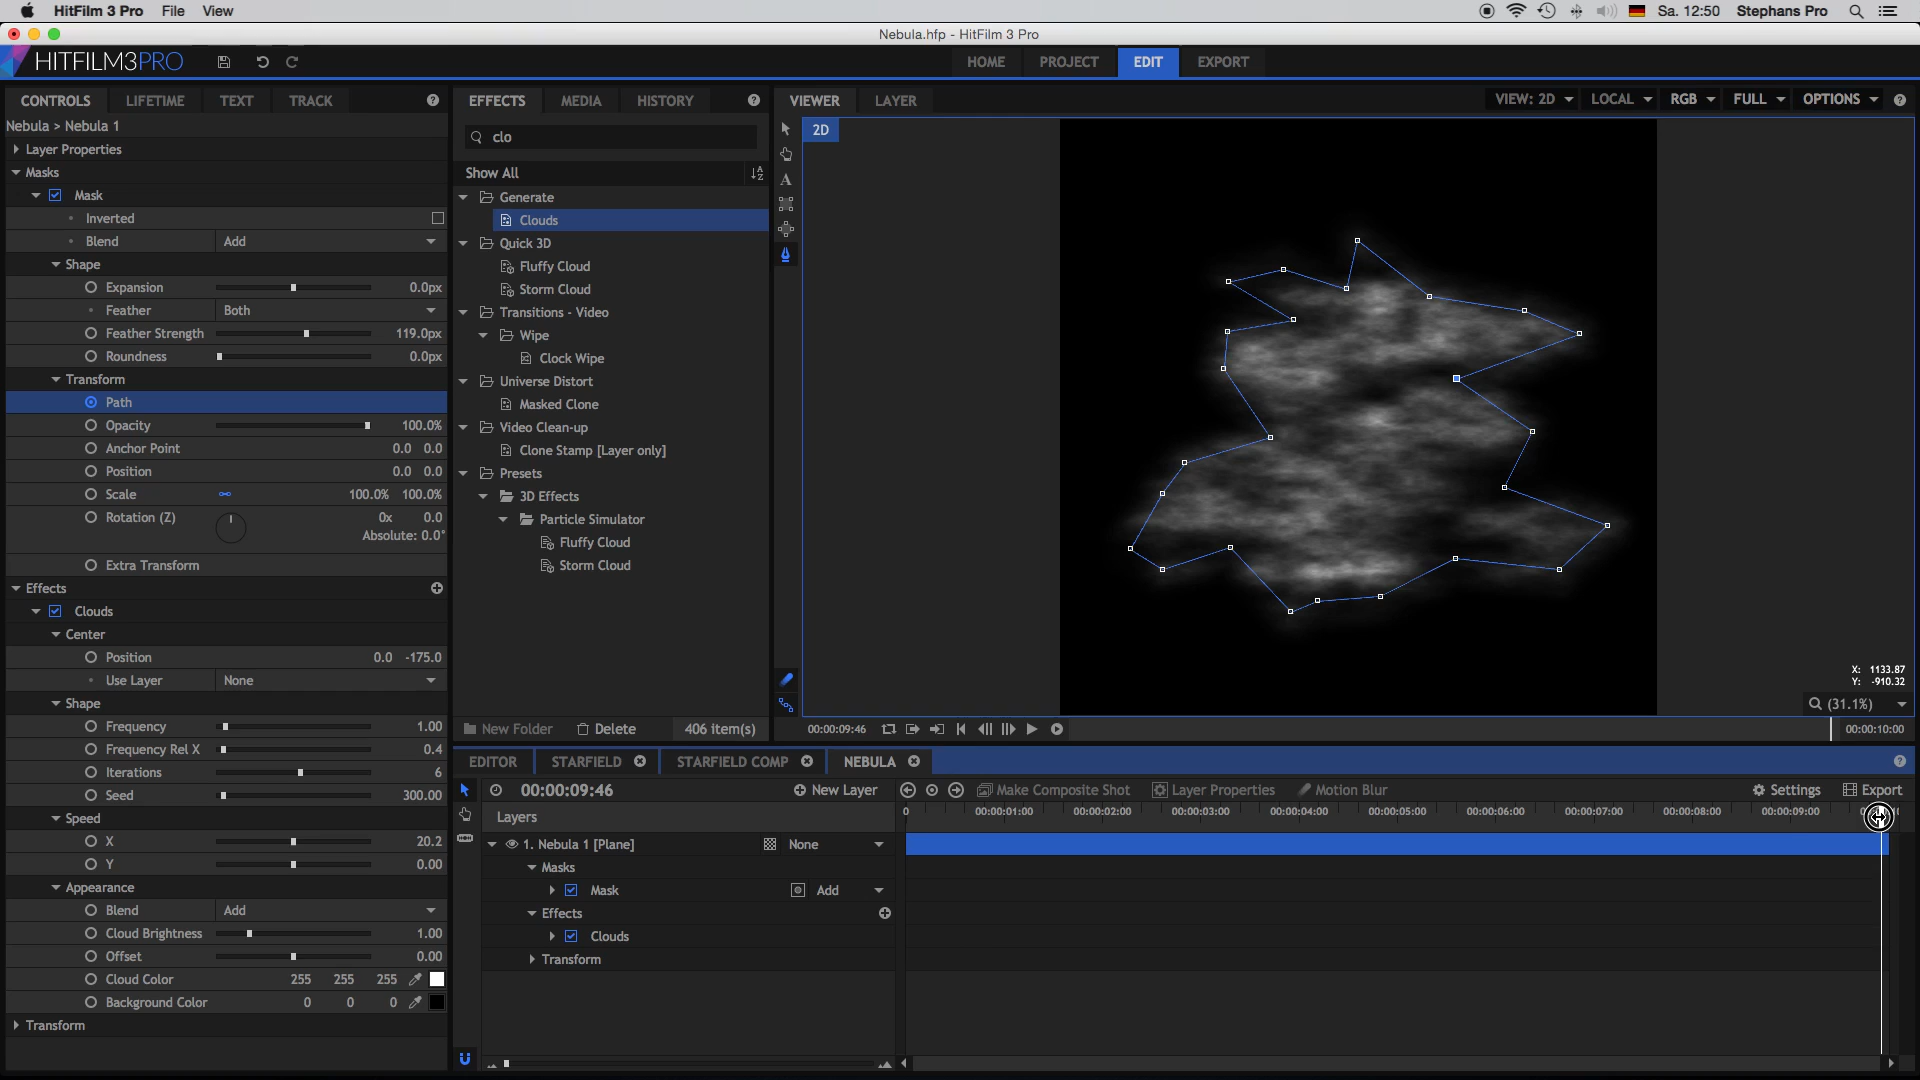 HitFilm 3 Pro File View
Sa. 12:50 Stephans Pro
Nebula.hfp - HitFilm 3 Pro
HITFILM3PRO
HOME PROJECT EDIT EXPORT
CONTROLS LIFETIME TEXT TRACK
Nebula > Nebula 1
Layer Properties
Masks
Mask
Inverted
Blend Add
Shape
Expansion 0.0px
Feather Both
Feather Strength 119.0px
Roundness 0.0px
Transform
Path
Opacity 100.0%
Anchor Point 0.0 0.0
Position 0.0 0.0
Scale 100.0% 100.0%
Rotation (Z) 0x 0.0
Absolute: 0.0°
Extra Transform
Effects
Clouds
Center
Position 0.0 -175.0
Use Layer None
Shape
Frequency 1.00
Frequency Rel X 0.4
Iterations 6
Seed 300.00
Speed
X 20.2
Y 0.00
Appearance
Blend Add
Cloud Brightness 1.00
Offset 0.00
Cloud Color 255 255 255
Background Color 0 0 0
Transform
EFFECTS MEDIA HISTORY
clo
Show All
Generate
Clouds
Quick 3D
Fluffy Cloud
Storm Cloud
Transitions - Video
Wipe
Clock Wipe
Universe Distort
Masked Clone
Video Clean-up
Clone Stamp [Layer only]
Presets
3D Effects
Particle Simulator
Fluffy Cloud
Storm Cloud
New Folder Delete 406 item(s)
VIEWER LAYER
VIEW: 2D LOCAL RGB FULL OPTIONS
2D
X: 1133.87
Y: -910.32
(31.1%)
00:00:09:46 00:00:10:00
EDITOR STARFIELD STARFIELD COMP NEBULA
00:00:09:46 New Layer Make Composite Shot Layer Properties Motion Blur Settings Export
Layers
0 00:00:01:00 00:00:02:00 00:00:03:00 00:00:04:00 00:00:05:00 00:00:06:00 00:00:07:00 00:00:08:00 00:00:09:00
1. Nebula 1 [Plane] None
Masks
Mask Add
Effects
Clouds
Transform